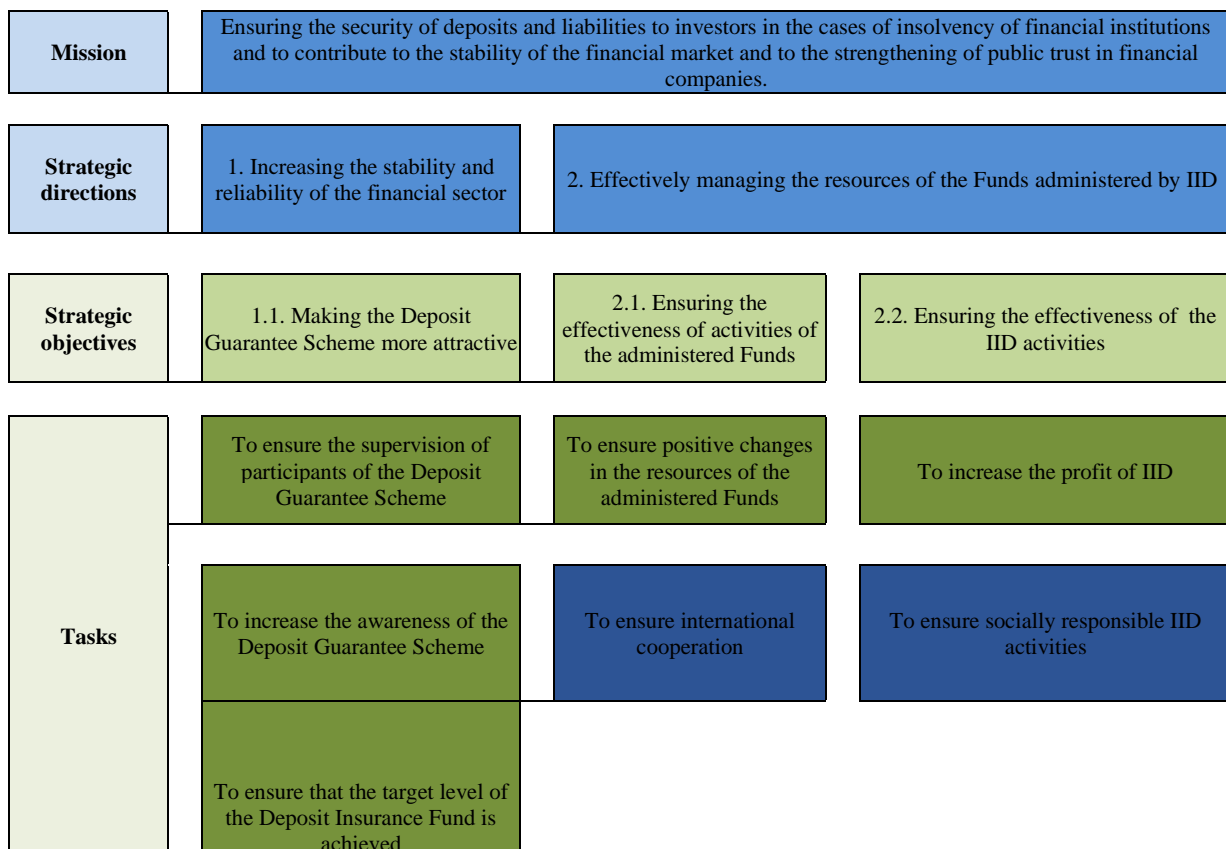 Mission
Ensuring the security of deposits and liabilities to investors in the cases of insolvency of financial institutions
and to contribute to the stability of the financial market and to the strengthening of public trust in financial
companies.
Strategic
directions
1. Increasing the stability and
reliability of the financial sector
2. Effectively managing the resources of the Funds administered by IID
Strategic
objectives
1.1. Making the Deposit
Guarantee Scheme more attractive
2.1. Ensuring the
effectiveness of activities of
the administered Funds
2.2. Ensuring the effectiveness of the
IID activities
Tasks
To ensure the supervision of
participants of the Deposit
Guarantee Scheme
To ensure positive changes
in the resources of the
administered Funds
To increase the profit of IID
To increase the awareness of the
Deposit Guarantee Scheme
To ensure international
cooperation
To ensure socially responsible IID
activities
To ensure that the target level of
the Deposit Insurance Fund is
achieved